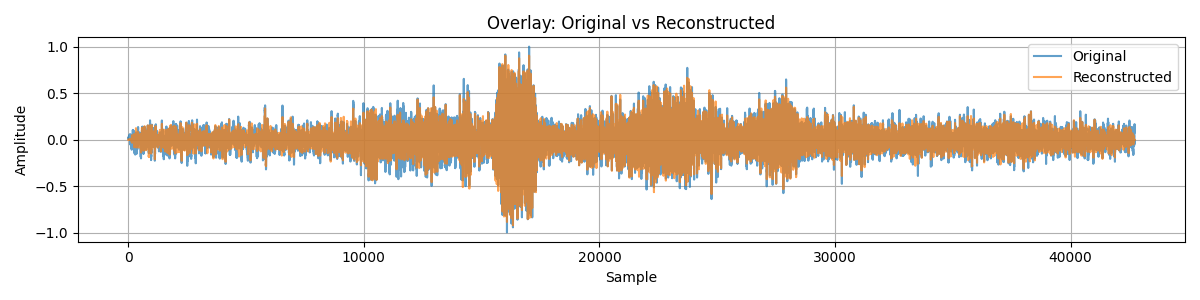 Overlay: Original vs Reconstructed
1.0
0.5
0.0
−0.5
−1.0
Amplitude
Original
Reconstructed
0 10000 20000 30000 40000
Sample